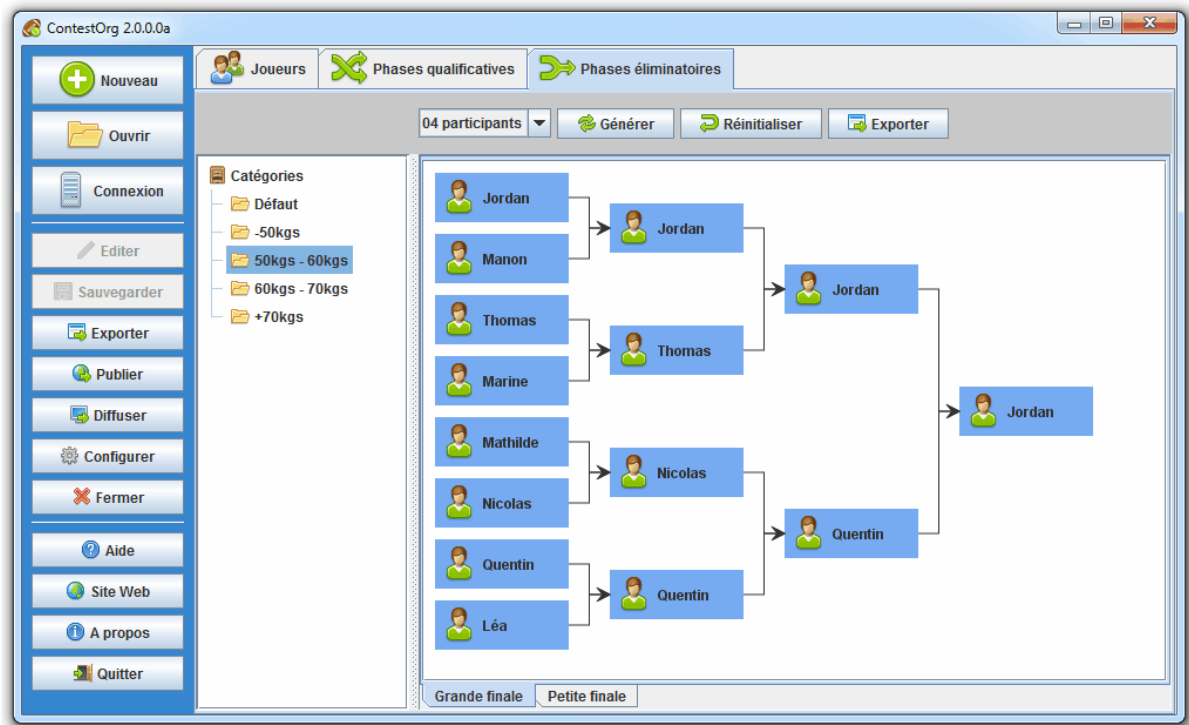 ContestOrg 2.0.0.0a
Nouveau
Ouvrir
Connexion
Editer
Sauvegarder
Exporter
Publier
Diffuser
Configurer
Fermer
Aide
Site Web
A propos
Quitter
Joueurs
Phases qualificatives
Phases éliminatoires
04 participants
Générer
Réinitialiser
Exporter
Catégories
Défaut
-50kgs
50kgs - 60kgs
60kgs - 70kgs
+70kgs
Jordan
Manon
Thomas
Marine
Mathilde
Nicolas
Quentin
Léa
Jordan
Thomas
Nicolas
Quentin
Jordan
Quentin
Jordan
Grande finale
Petite finale